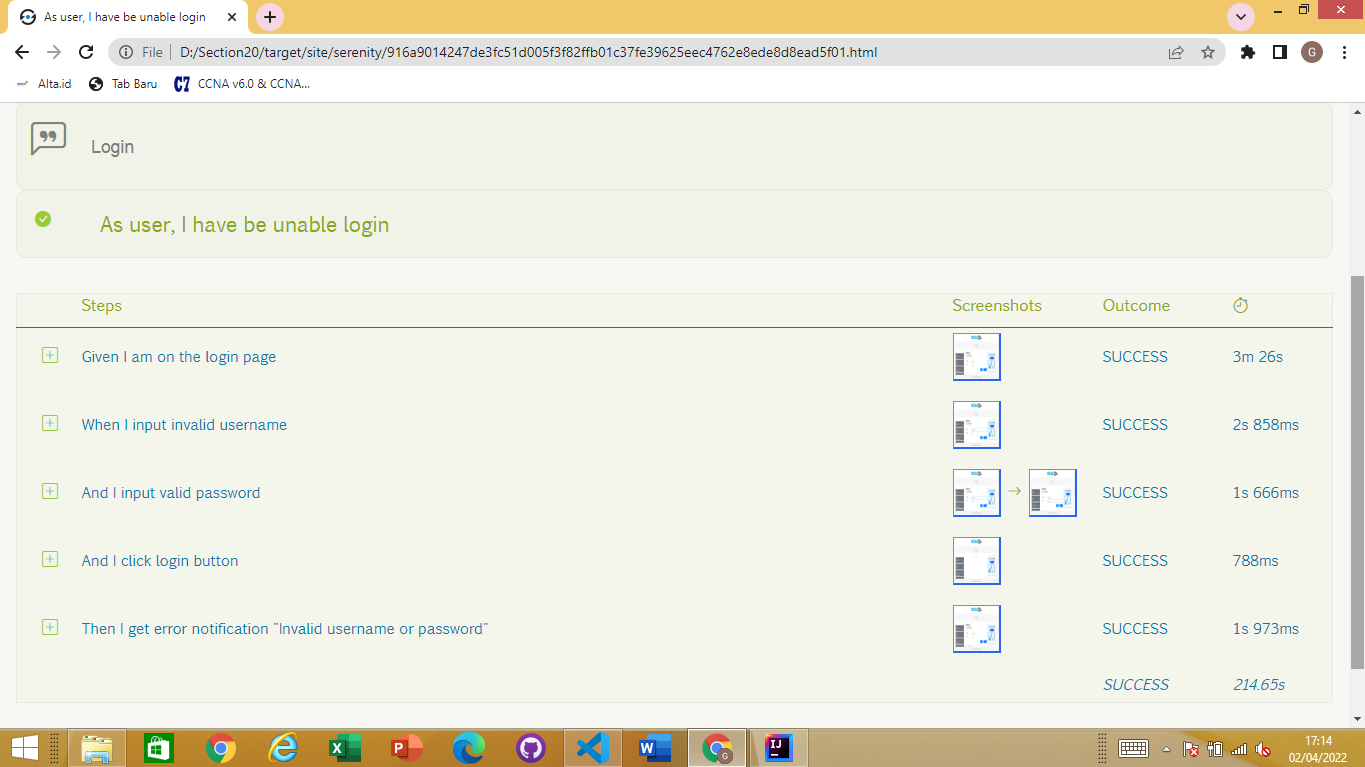 As user, I have be unable login
File | D:/Section20/target/site/serenity/916a9014247de3fc51d005f3f82ffb01c37fe39625eec4762e8ede8d8ead5f01.html
G
Alta.id Tab Baru C7 CCNA v6.0 & CCNA...
Login
As user, I have be unable login
Steps Screenshots Outcome
Given I am on the login page SUCCESS 3m 26s
When I input invalid username SUCCESS 2s 858ms
And I input valid password SUCCESS 1s 666ms
And I click login button SUCCESS 788ms
Then I get error notification "Invalid username or password" SUCCESS 1s 973ms
SUCCESS 214.65s
X P W G IJ
17:14
02/04/2022